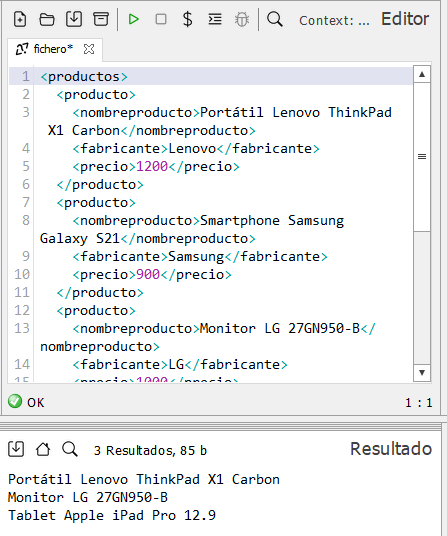 Context: ... Editor
fichero*
1 <productos>
2 <producto>
3 <nombreproducto>Portátil Lenovo ThinkPad
X1 Carbon</nombreproducto>
4 <fabricante>Lenovo</fabricante>
5 <precio>1200</precio>
6 </producto>
7 <producto>
8 <nombreproducto>Smartphone Samsung
Galaxy S21</nombreproducto>
9 <fabricante>Samsung</fabricante>
10 <precio>900</precio>
11 </producto>
12 <producto>
13 <nombreproducto>Monitor LG 27GN950-B</
nombreproducto>
14 <fabricante>LG</fabricante>
15 <precio>1000</precio>
OK 1 : 1
3 Resultados, 85 b Resultado
Portátil Lenovo ThinkPad X1 Carbon
Monitor LG 27GN950-B
Tablet Apple iPad Pro 12.9